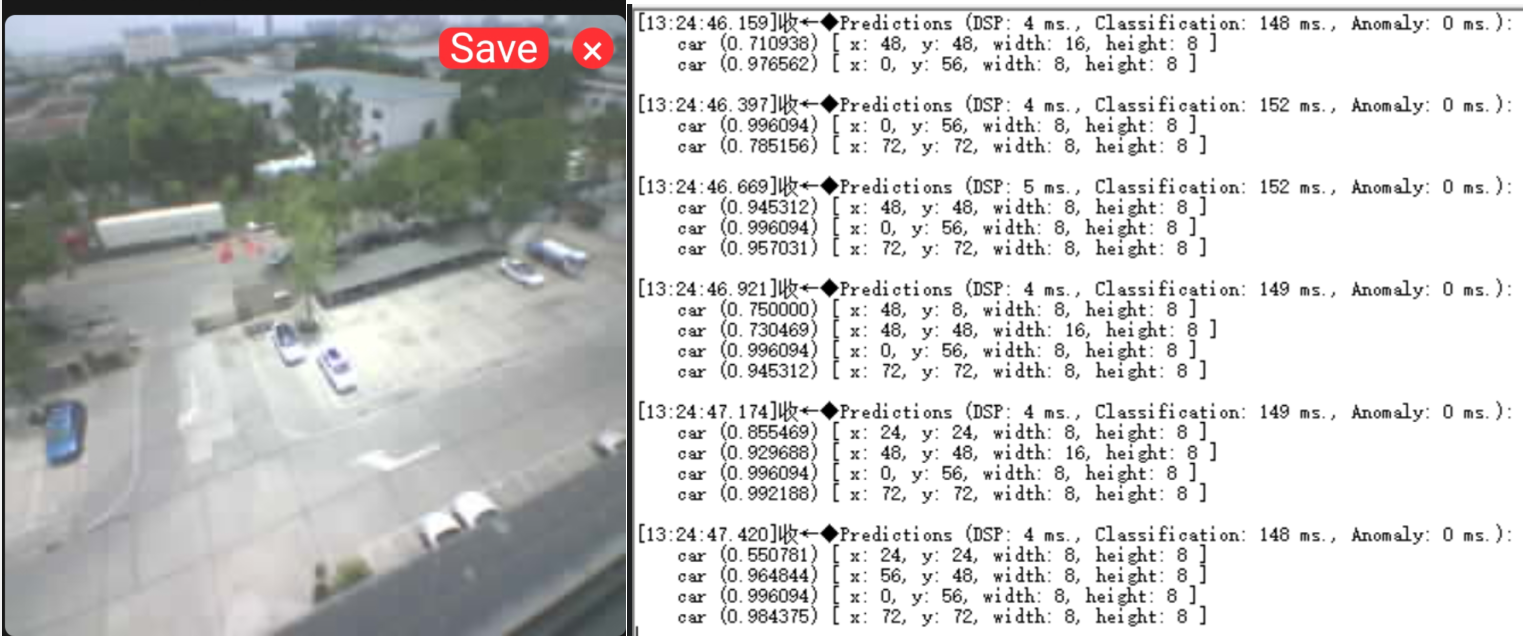 Save
×
[13:24:46.159]收←◆Predictions (DSP: 4 ms., Classification: 148 ms., Anomaly: 0 ms.):
car (0.710938) [ x: 48, y: 48, width: 16, height: 8 ]
car (0.976562) [ x: 0, y: 56, width: 8, height: 8 ]
[13:24:46.397]收←◆Predictions (DSP: 4 ms., Classification: 152 ms., Anomaly: 0 ms.):
car (0.996094) [ x: 0, y: 56, width: 8, height: 8 ]
car (0.785156) [ x: 72, y: 72, width: 8, height: 8 ]
[13:24:46.669]收←◆Predictions (DSP: 5 ms., Classification: 152 ms., Anomaly: 0 ms.):
car (0.945312) [ x: 48, y: 48, width: 8, height: 8 ]
car (0.996094) [ x: 0, y: 56, width: 8, height: 8 ]
car (0.957031) [ x: 72, y: 72, width: 8, height: 8 ]
[13:24:46.921]收←◆Predictions (DSP: 4 ms., Classification: 149 ms., Anomaly: 0 ms.):
car (0.750000) [ x: 48, y: 8, width: 8, height: 8 ]
car (0.730469) [ x: 48, y: 48, width: 16, height: 8 ]
car (0.996094) [ x: 0, y: 56, width: 8, height: 8 ]
car (0.945312) [ x: 72, y: 72, width: 8, height: 8 ]
[13:24:47.174]收←◆Predictions (DSP: 4 ms., Classification: 149 ms., Anomaly: 0 ms.):
car (0.855469) [ x: 24, y: 24, width: 8, height: 8 ]
car (0.929688) [ x: 48, y: 48, width: 16, height: 8 ]
car (0.996094) [ x: 0, y: 56, width: 8, height: 8 ]
car (0.992188) [ x: 72, y: 72, width: 8, height: 8 ]
[13:24:47.420]收←◆Predictions (DSP: 4 ms., Classification: 148 ms., Anomaly: 0 ms.):
car (0.550781) [ x: 24, y: 24, width: 8, height: 8 ]
car (0.964844) [ x: 56, y: 48, width: 8, height: 8 ]
car (0.996094) [ x: 0, y: 56, width: 8, height: 8 ]
car (0.984375) [ x: 72, y: 72, width: 8, height: 8 ]